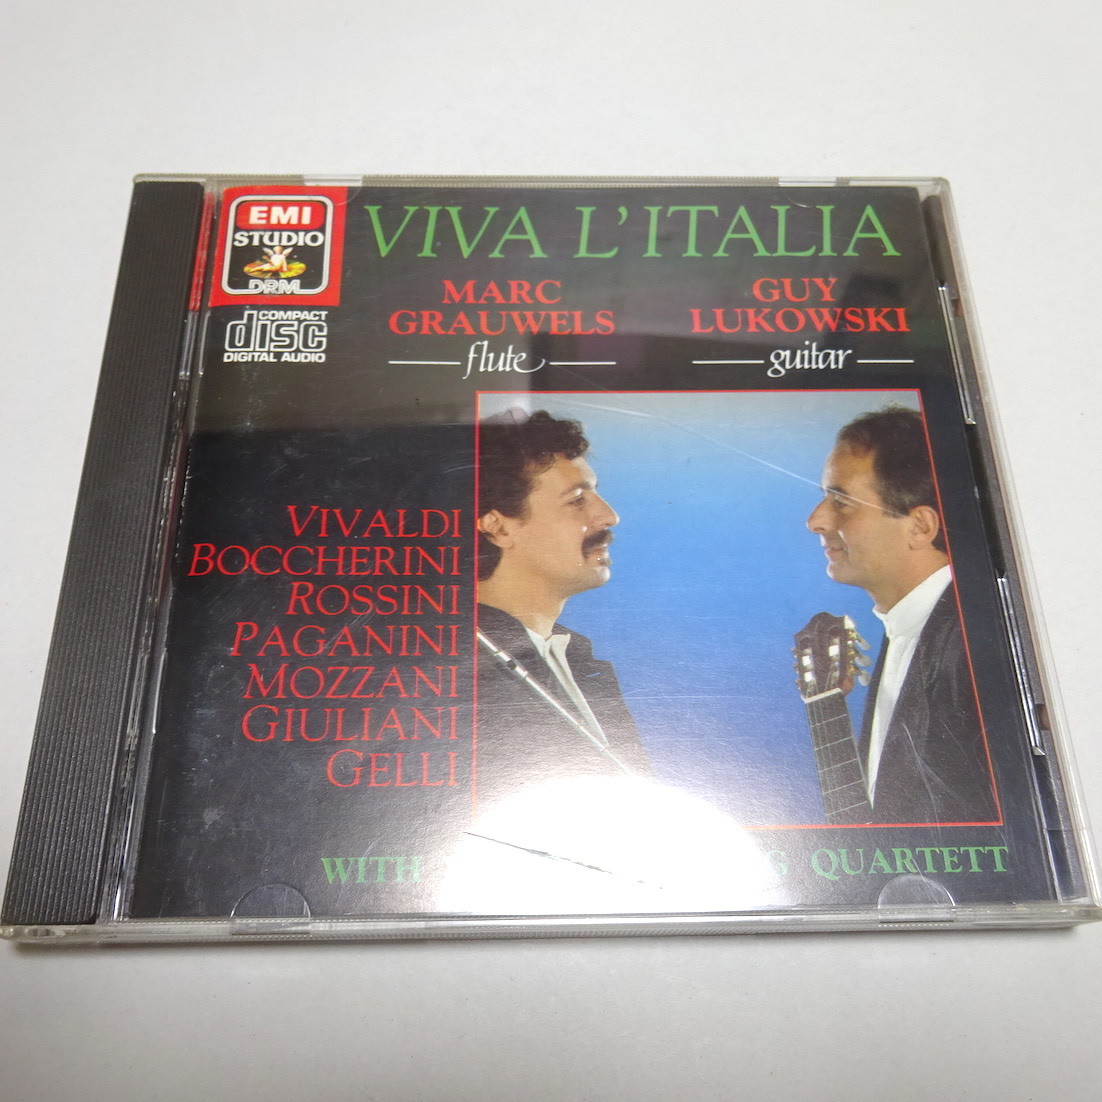 EMI
STUDIO
DRM
COMPACT
disc
DIGITAL AUDIO
VIVA L'ITALIA
MARC
GRAUWELS
flute
GUY
LUKOWSKI
guitar
VIVALDI
BOCCHERINI
ROSSINI
PAGANINI
MOZZANI
GIULIANI
GELLI
WITH QUARTETT